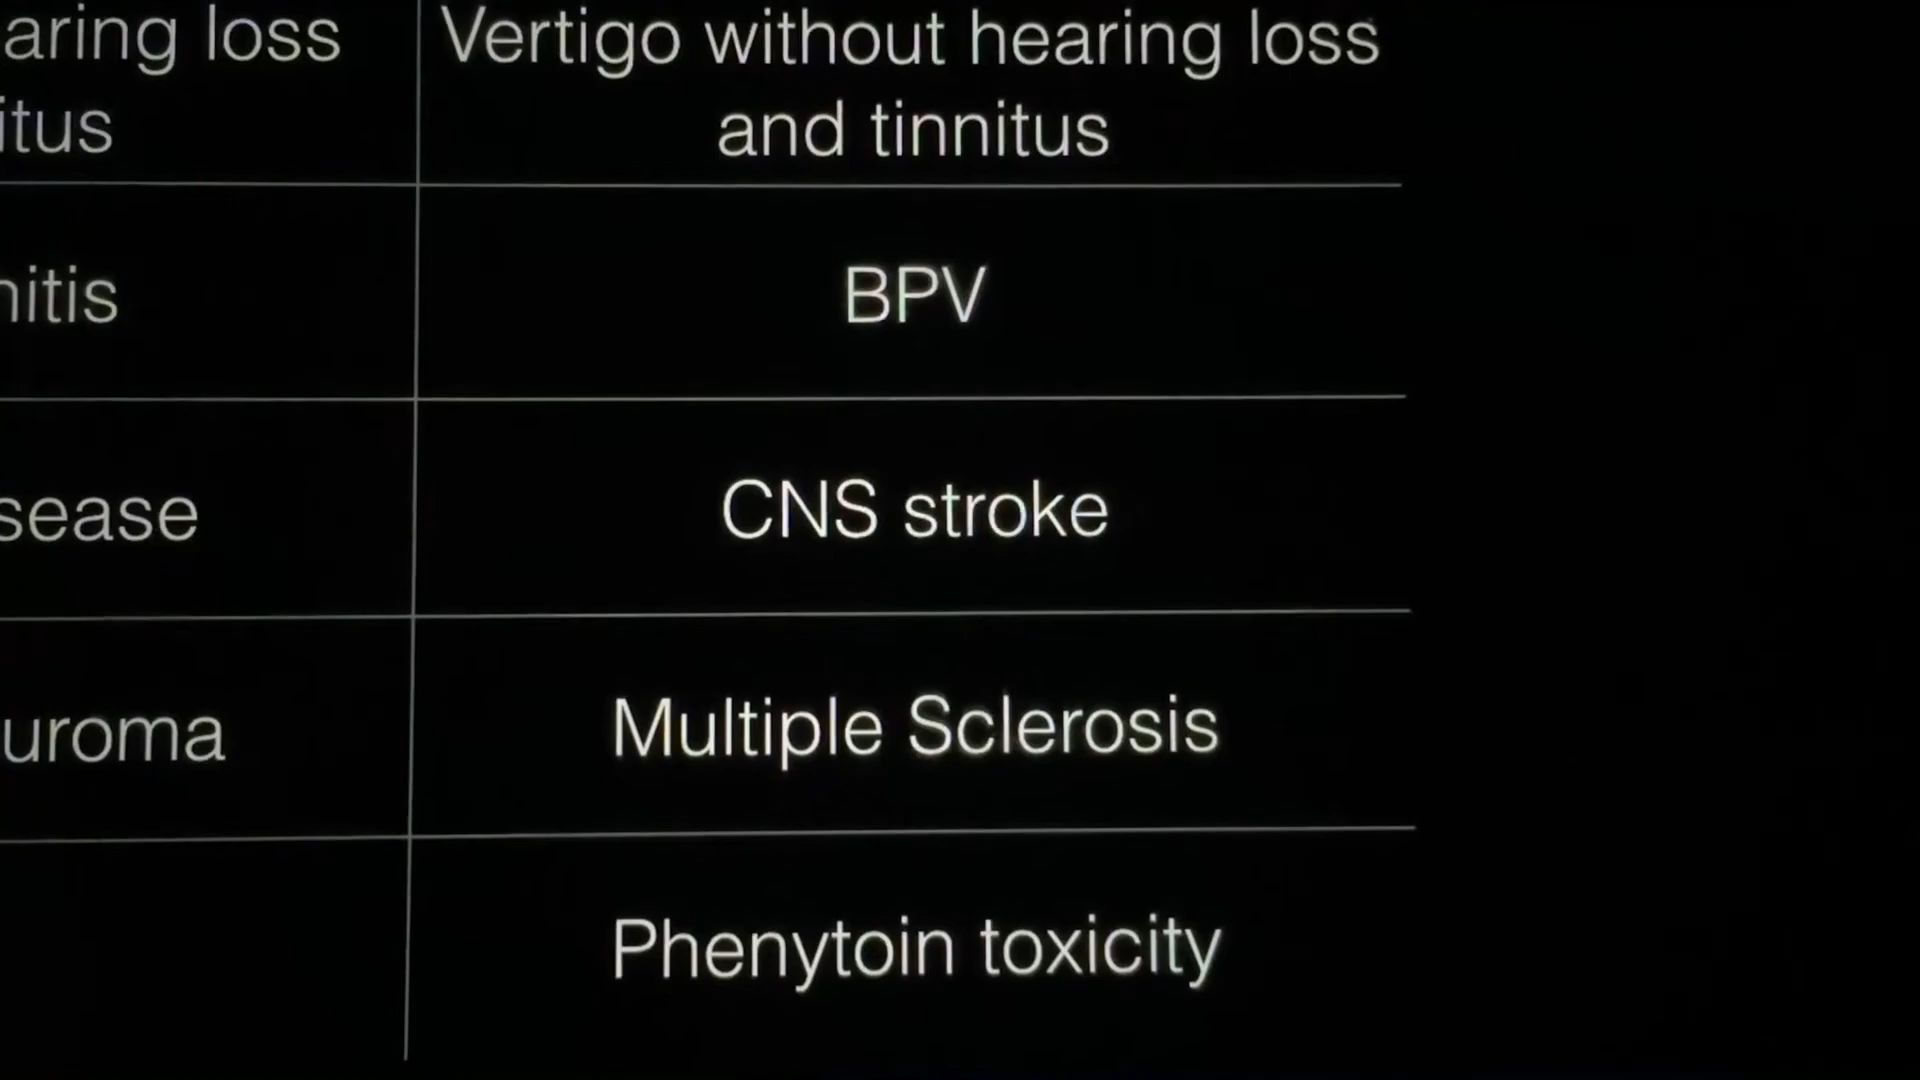 aring loss
itus
Vertigo without hearing loss
and tinnitus
nitis
BPV
sease
CNS stroke
uroma
Multiple Sclerosis
Phenytoin toxicity